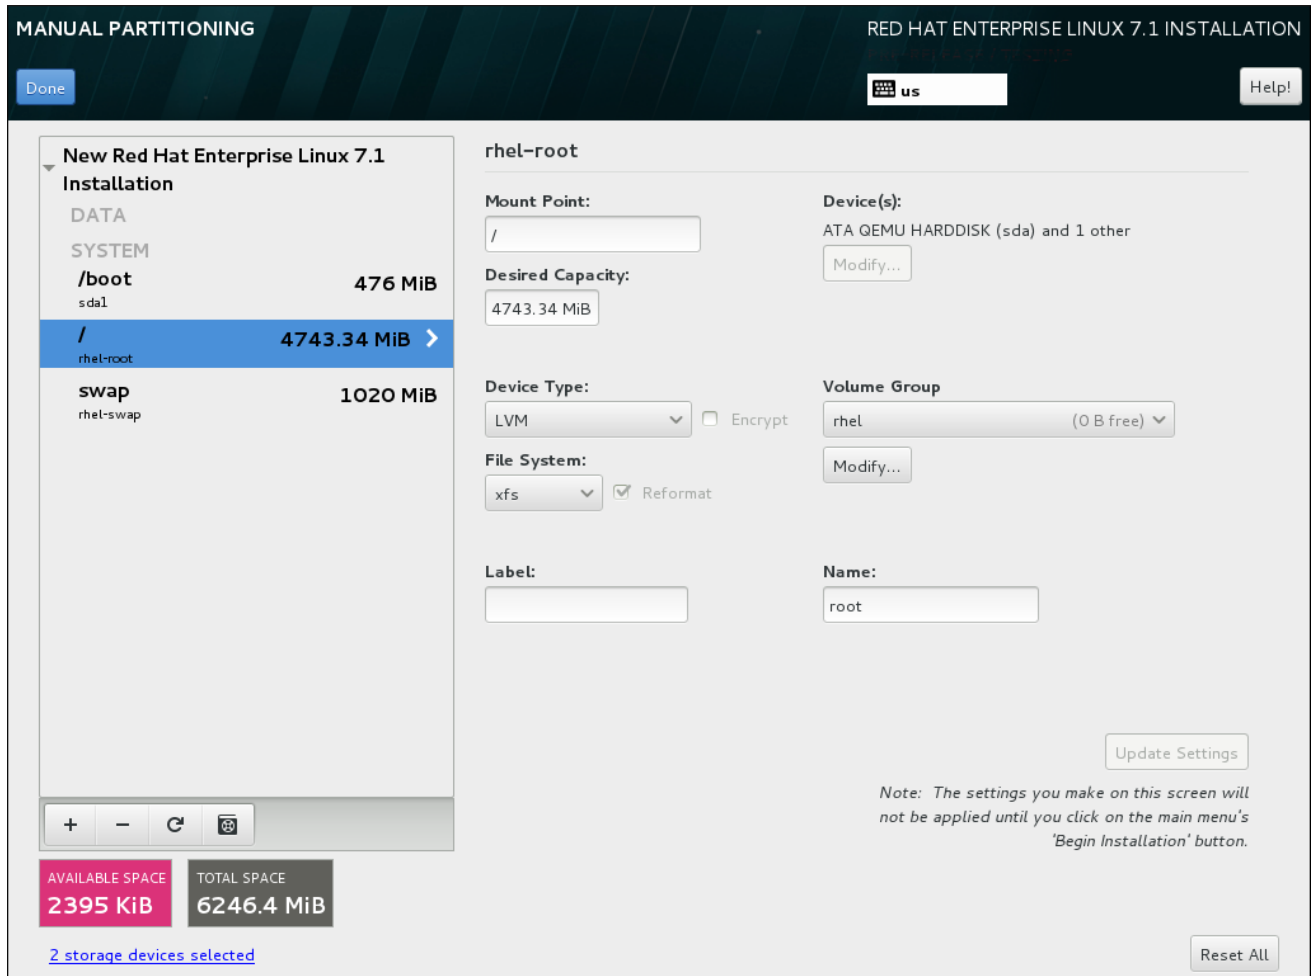 MANUAL PARTITIONING
RED HAT ENTERPRISE LINUX 7.1 INSTALLATION
Done
us
Help!
New Red Hat Enterprise Linux 7.1
Installation
DATA
SYSTEM
/boot
476 MiB
sda1
/
4743.34 MiB
rhel-root
swap
1020 MiB
rhel-swap
rhel-root
Mount Point:
/
Device(s):
ATA QEMU HARDDISK (sda) and 1 other
Modify...
Desired Capacity:
4743.34 MiB
Device Type:
LVM
Encrypt
Volume Group
rhel (0 B free)
Modify...
File System:
xfs
Reformat
Label:
Name:
root
Update Settings
Note: The settings you make on this screen will
not be applied until you click on the main menu's
'Begin Installation' button.
+ −
AVAILABLE SPACE
2395 KiB
TOTAL SPACE
6246.4 MiB
2 storage devices selected
Reset All